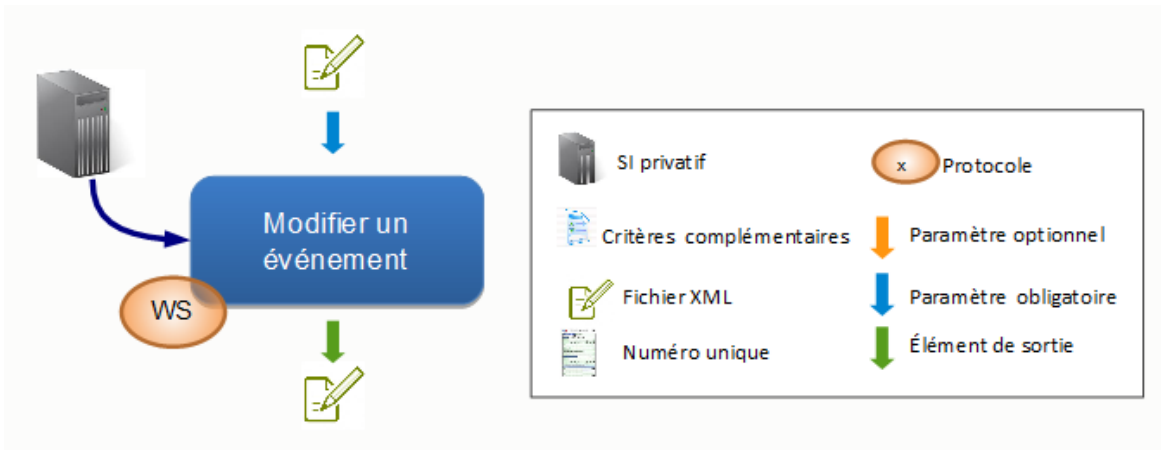 Modifier un
événement
WS
SI privatif
x Protocole
Critères complémentaires
Paramètre optionnel
Fichier XML
Paramètre obligatoire
Numéro unique
Élément de sortie